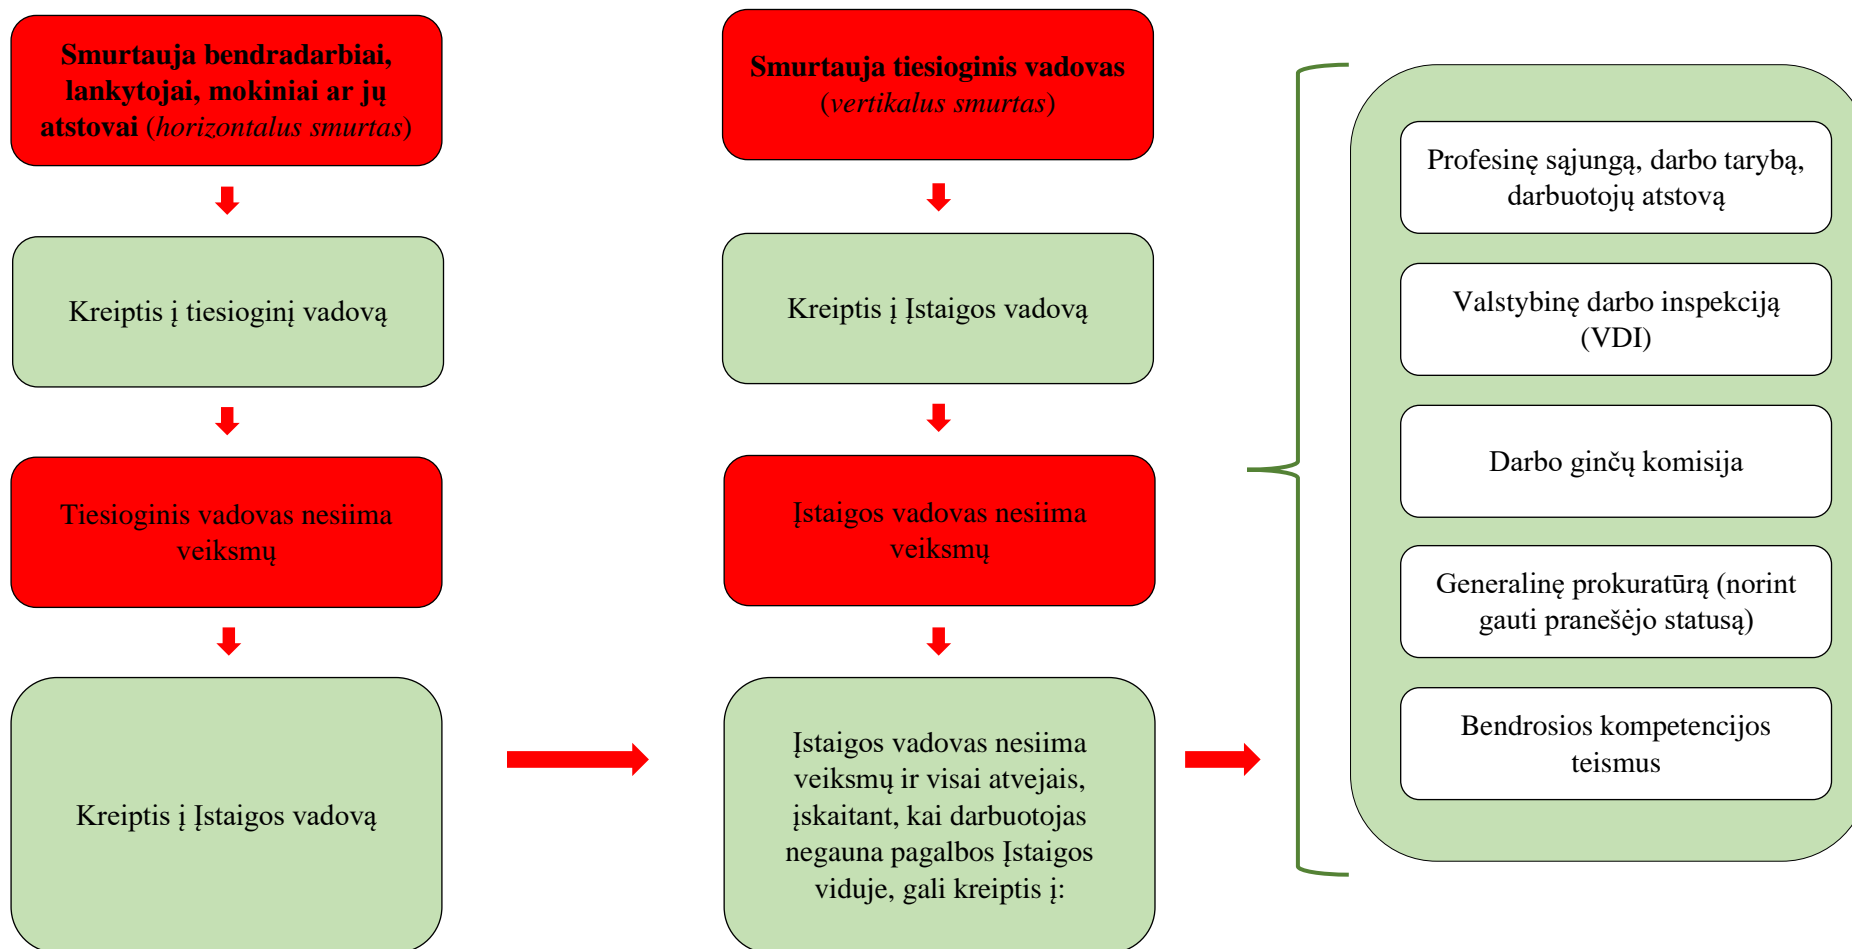 Smurtauja bendradarbiai,
lankytojai, mokiniai ar jų
atstovai (horizontalus smurtas)
Kreiptis į tiesioginį vadovą
Tiesioginis vadovas nesiima
veiksmų
Kreiptis į Įstaigos vadovą
Smurtauja tiesioginis vadovas
(vertikalus smurtas)
Kreiptis į Įstaigos vadovą
Įstaigos vadovas nesiima
veiksmų
Įstaigos vadovas nesiima
veiksmų ir visai atvejais,
įskaitant, kai darbuotojas
negauna pagalbos Įstaigos
viduje, gali kreiptis į:
Profesinę sąjungą, darbo tarybą,
darbuotojų atstovą
Valstybinę darbo inspekciją
(VDI)
Darbo ginčų komisija
Generalinę prokuratūrą (norint
gauti pranešėjo statusą)
Bendrosios kompetencijos
teismus